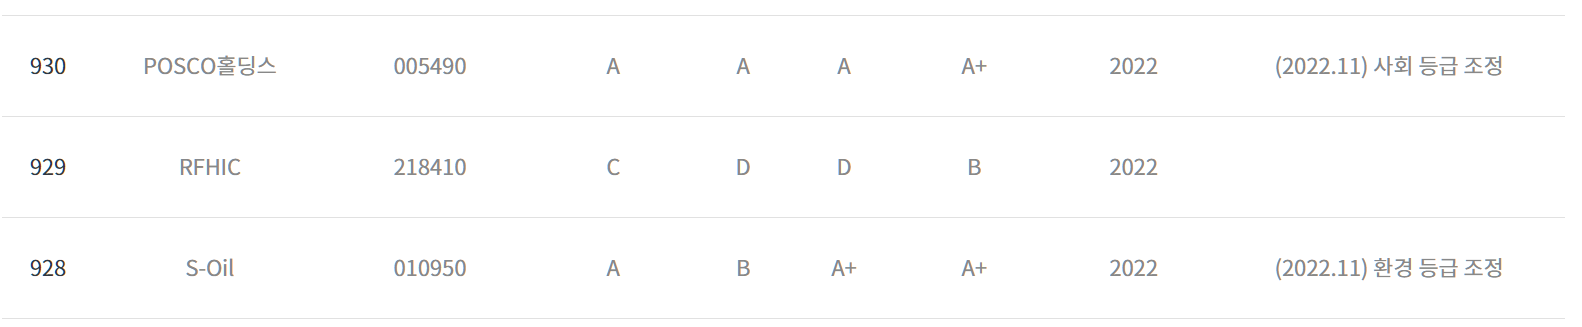 930 POSCO홀딩스 005490 A A A A+ 2022 (2022.11) 사회 등급 조정
929 RFHIC 218410 C D D B 2022
928 S-Oil 010950 A B A+ A+ 2022 (2022.11) 환경 등급 조정